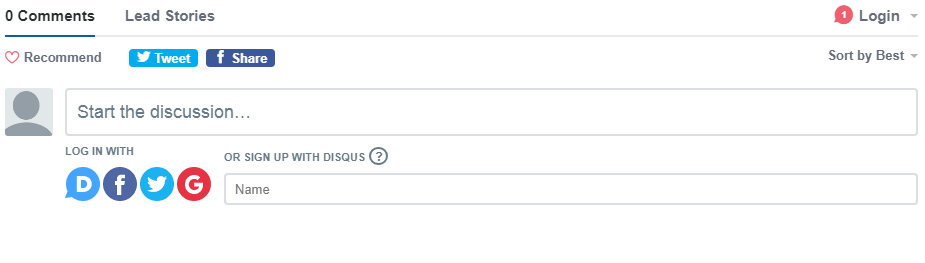 0 Comments Lead Stories 1 Login
Recommend Tweet f Share Sort by Best
Start the discussion...
LOG IN WITH OR SIGN UP WITH DISQUS ?
D f G Name